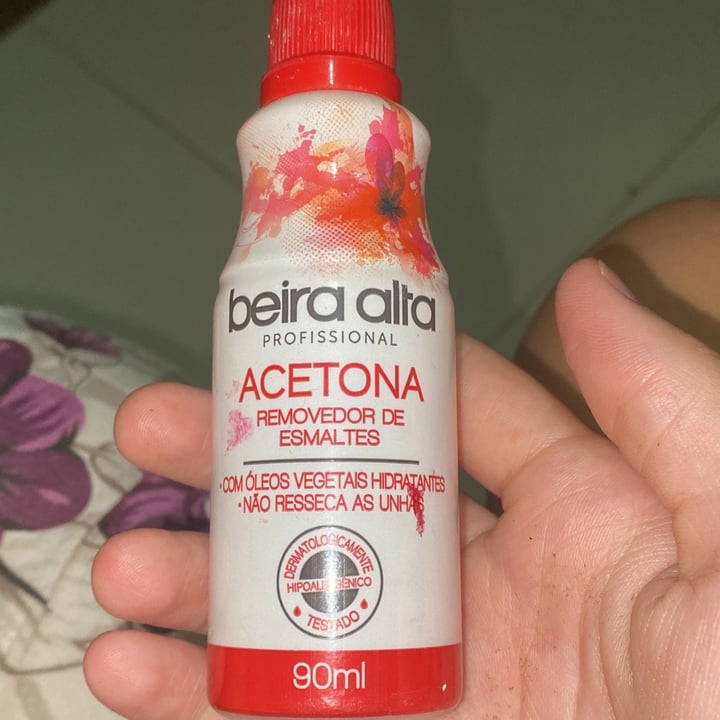 beira alta
PROFISSIONAL
ACETONA
REMOVEDOR DE
ESMALTES
• COM ÓLEOS VEGETAIS HIDRATANTES
• NÃO RESSECA AS UNHAS
DERMATOLOGICAMENTE
HIPOALERGÊNICO
TESTADO
90ml